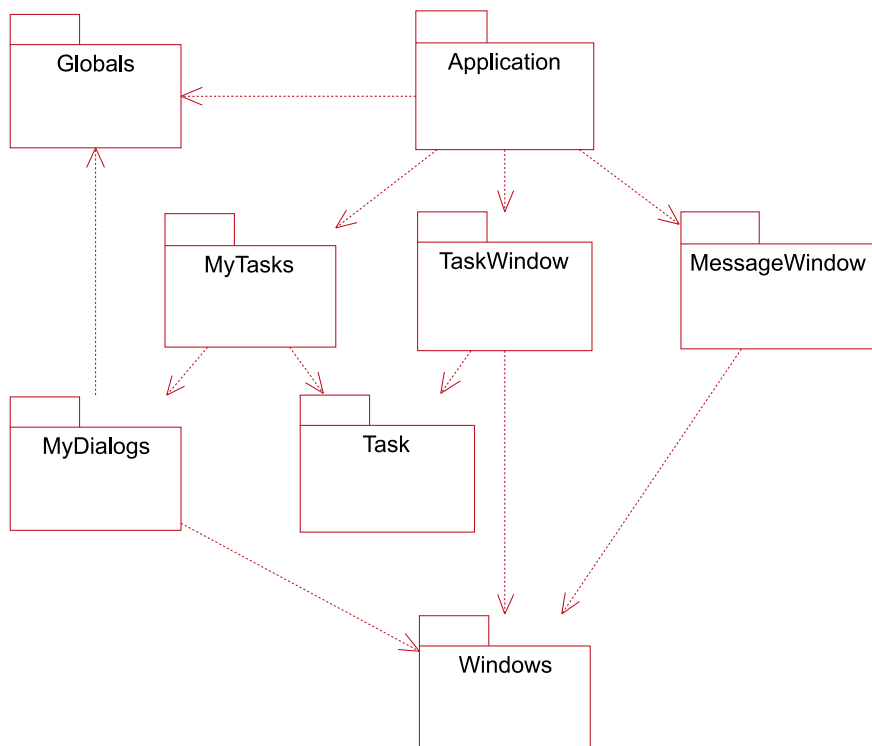 Globals
Application
MyTasks
TaskWindow
MessageWindow
MyDialogs
Task
Windows